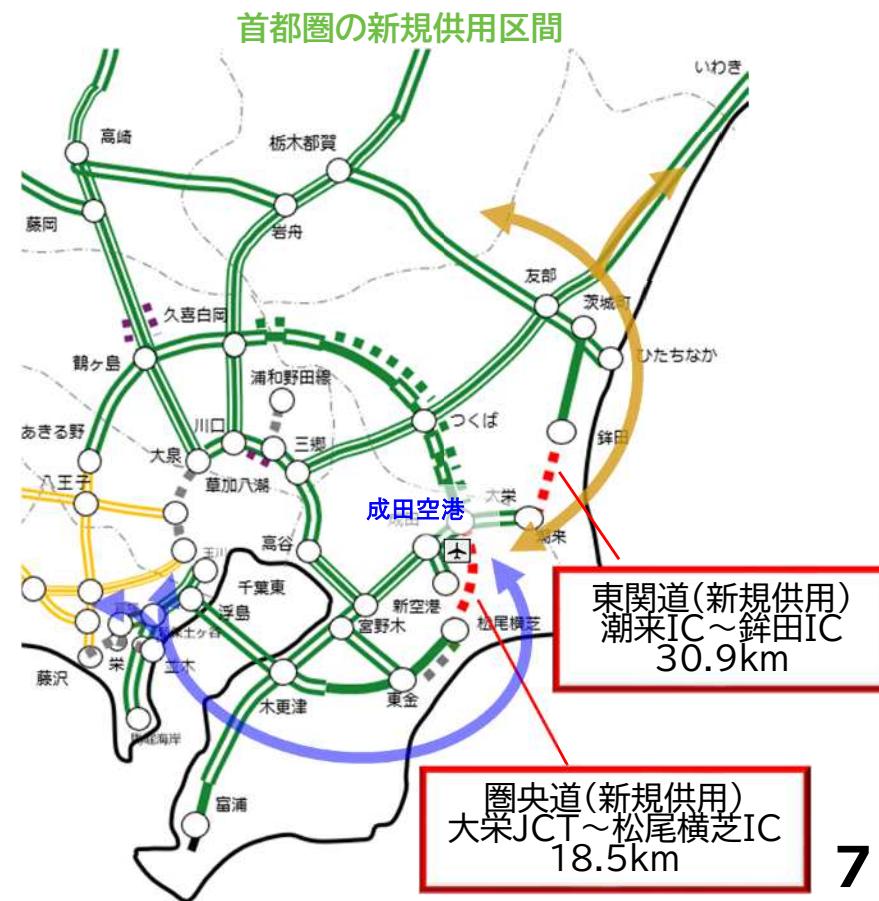 首都圏の新規供用区間
いわき
高崎
栃木都賀
藤岡
岩舟
友部
茨城町
久喜白岡
ひたちなか
鶴ヶ島
浦和野田線
つくば
川口
三郷
あきる野
大泉
鉾田
草加八潮
八王子
大栄
成田空港
成田
潮来
高谷
玉川
千葉東
新空港
浮島
宮野木
松尾横芝
栄
並木
藤沢
木更津
東金
富浦
東関道(新規供用)
潮来IC~鉾田IC
30.9km
圏央道(新規供用)
大栄JCT~松尾横芝IC
18.5km
7